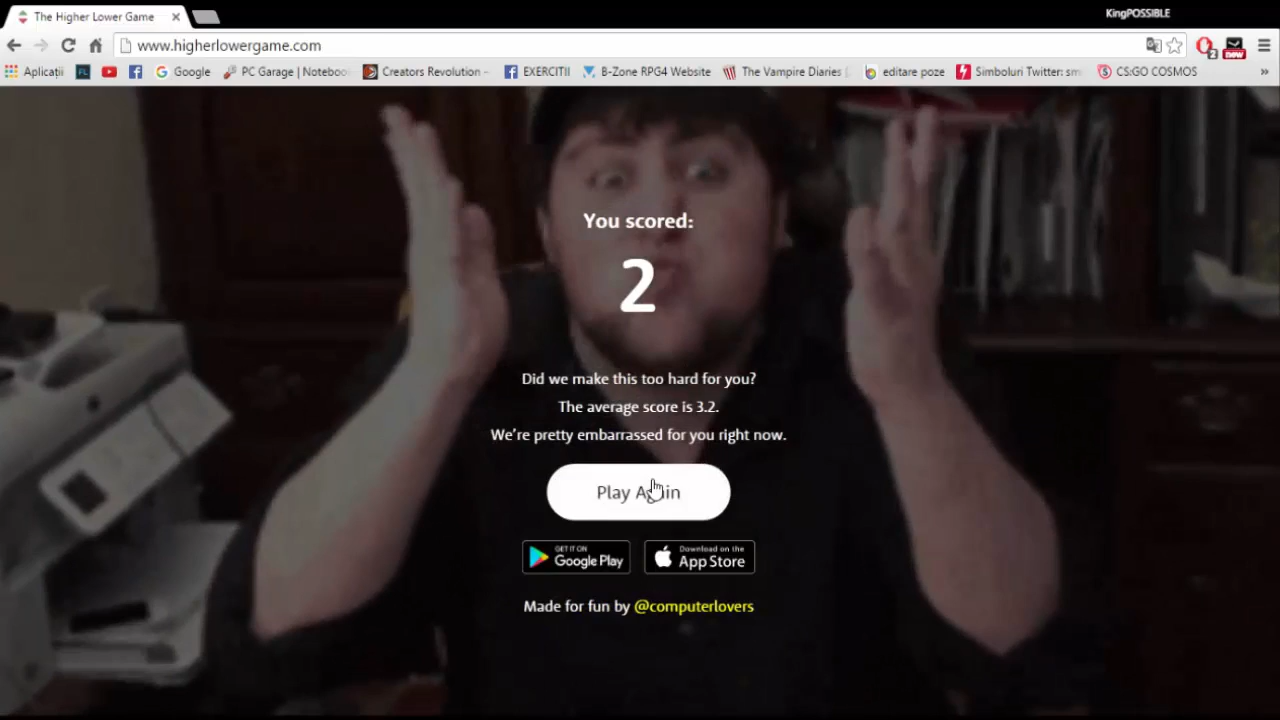 KingPOSSIBLE
The Higher Lower Game
www.higherlowergame.com
2
new
Aplicații
FL
Google
PC Garage | Noteboo
Creators Revolution -
EXERCITII
B-Zone RPG4 Website
The Vampire Diaries |
editare poze
Simboluri Twitter: sm
CS:GO COSMOS
You scored:
2
Did we make this too hard for you?
The average score is 3.2.
We're pretty embarrassed for you right now.
Play Again
GET IT ON
Google Play
Download on the
App Store
Made for fun by @computerlovers